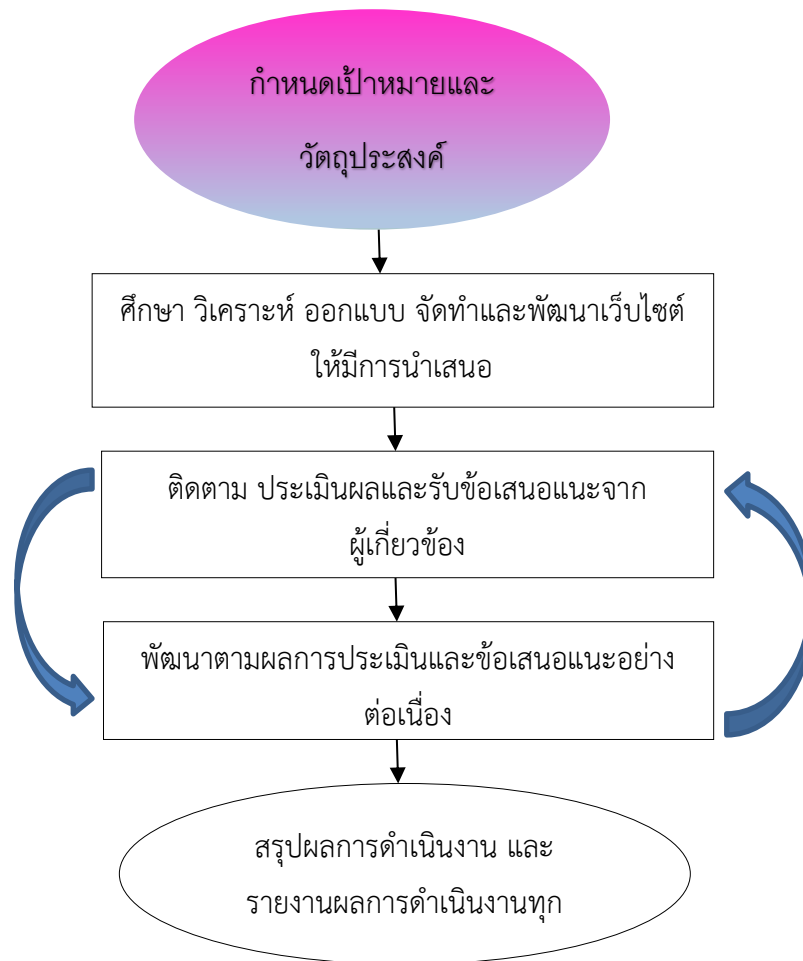 กำหนดเป้าหมายและ
วัตถุประสงค์
ศึกษา วิเคราะห์ ออกแบบ จัดทำและพัฒนาเว็บไซต์
ให้มีการนำเสนอ
ติดตาม ประเมินผลและรับข้อเสนอแนะจาก
ผู้เกี่ยวข้อง
พัฒนาตามผลการประเมินและข้อเสนอแนะอย่าง
ต่อเนื่อง
สรุปผลการดำเนินงาน และ
รายงานผลการดำเนินงานทุก